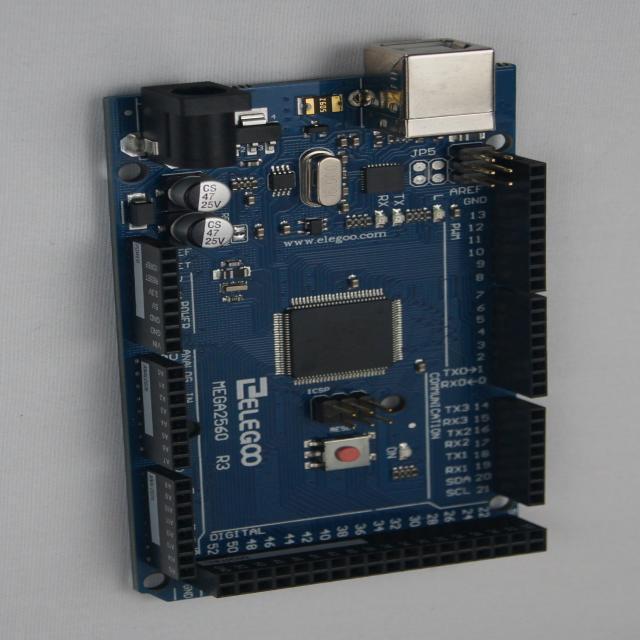 JP5
AREF
GND
13
12
11
10
9
8
PWM
7
6
5
4
3
2
TX0→1
RX0←0
COMMUNICATION
TX3 14
RX3 15
TX2 16
RX2 17
TX1 18
RX1 19
SDA 20
SCL 21
RX
TX
L
CS
47
25V
CS
47
25V
www.elegoo.com
ANALOG IN
ELEGOO
MEGA2560 R3
ICSP
ON
DIGITAL
52
50
48
46
44
42
40
38
36
34
32
30
28
26
24
22
GND